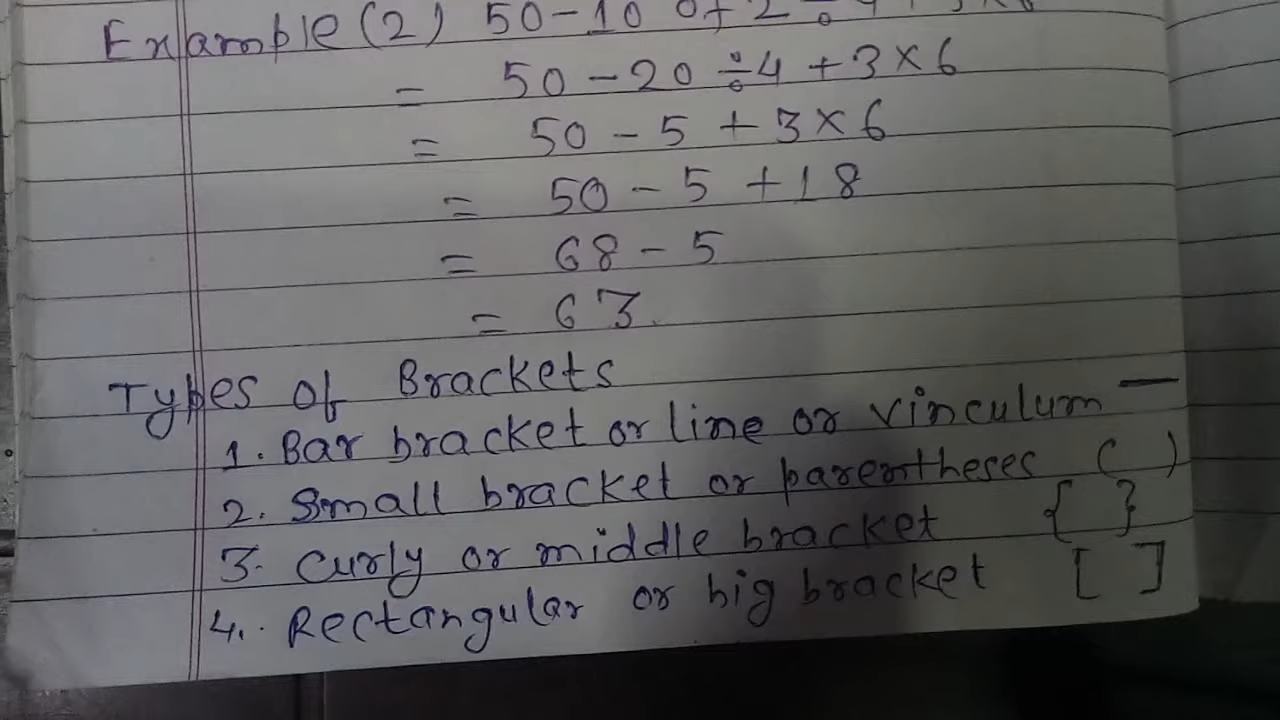 Example (2) 50-10 of 2 ÷
= 50 - 20 ÷ 4 + 3 × 6
= 50 - 5 + 3 × 6
= 50 - 5 + 18
= 68 - 5
= 63.
Types of Brackets
1. Bar bracket or line or vinculum —
2. Small bracket or parentheses ( )
3. Curly or middle bracket { }
4. Rectangular or big bracket [ ]